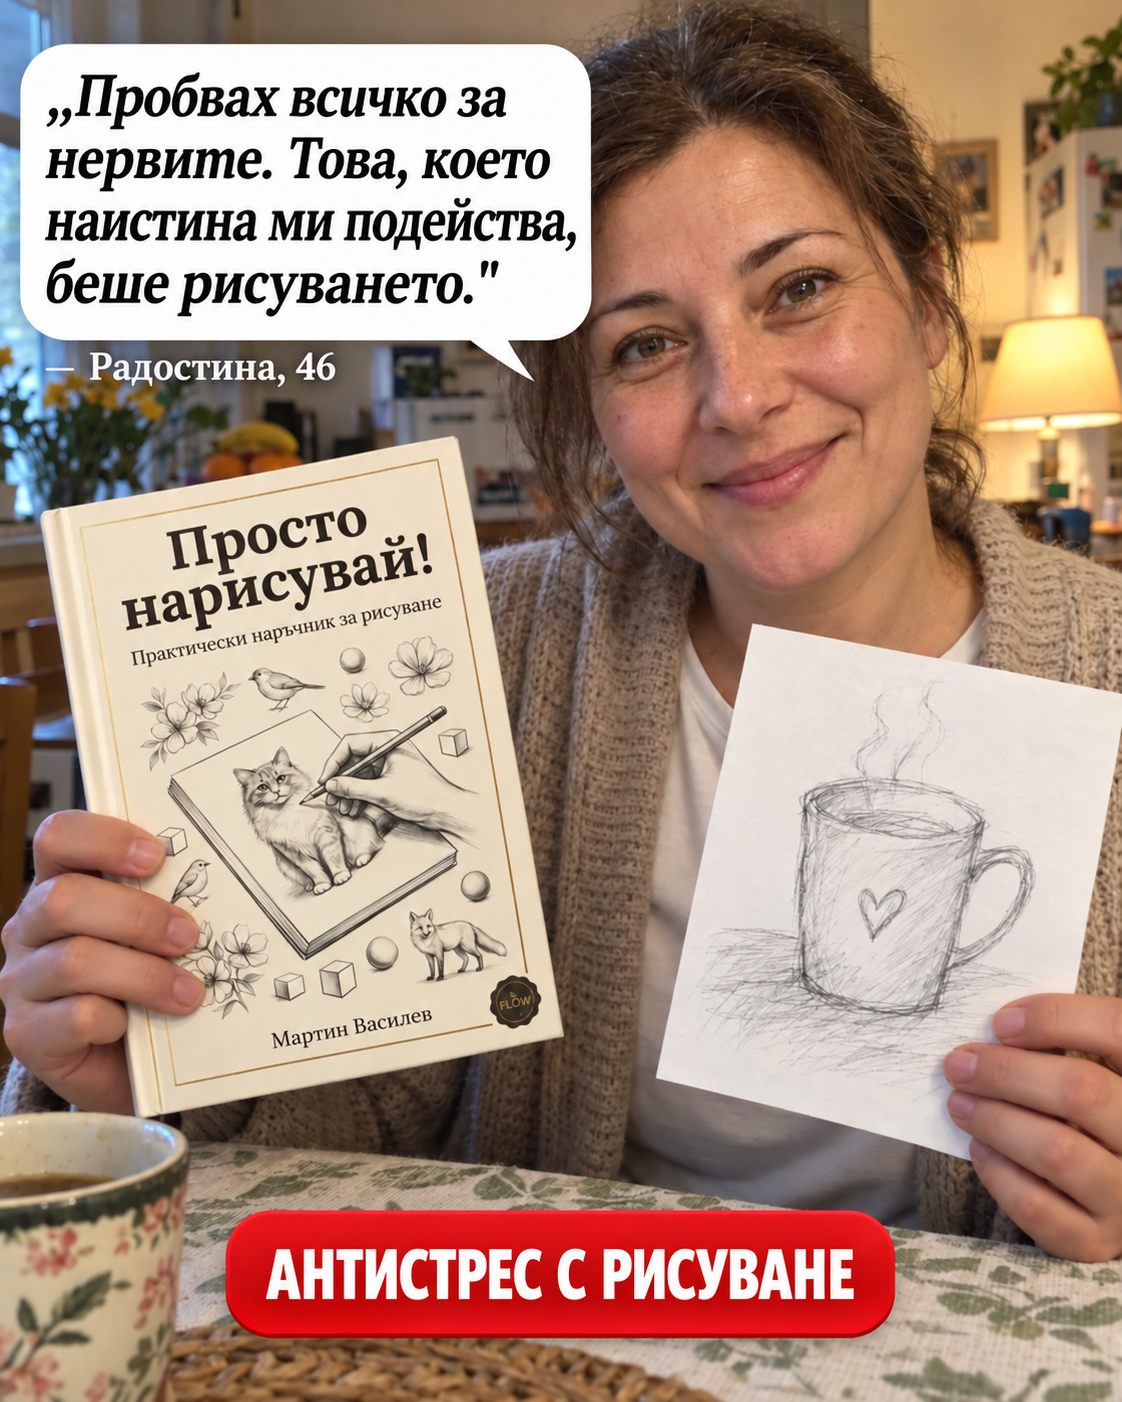 „Пробвах всичко за
нервите. Това, което
наистина ми подейства,
беше рисуването."
— Радостина, 46
Просто
нарисувай!
Практически наръчник за рисуване
FLOW
Мартин Василев
АНТИСТРЕС С РИСУВАНЕ